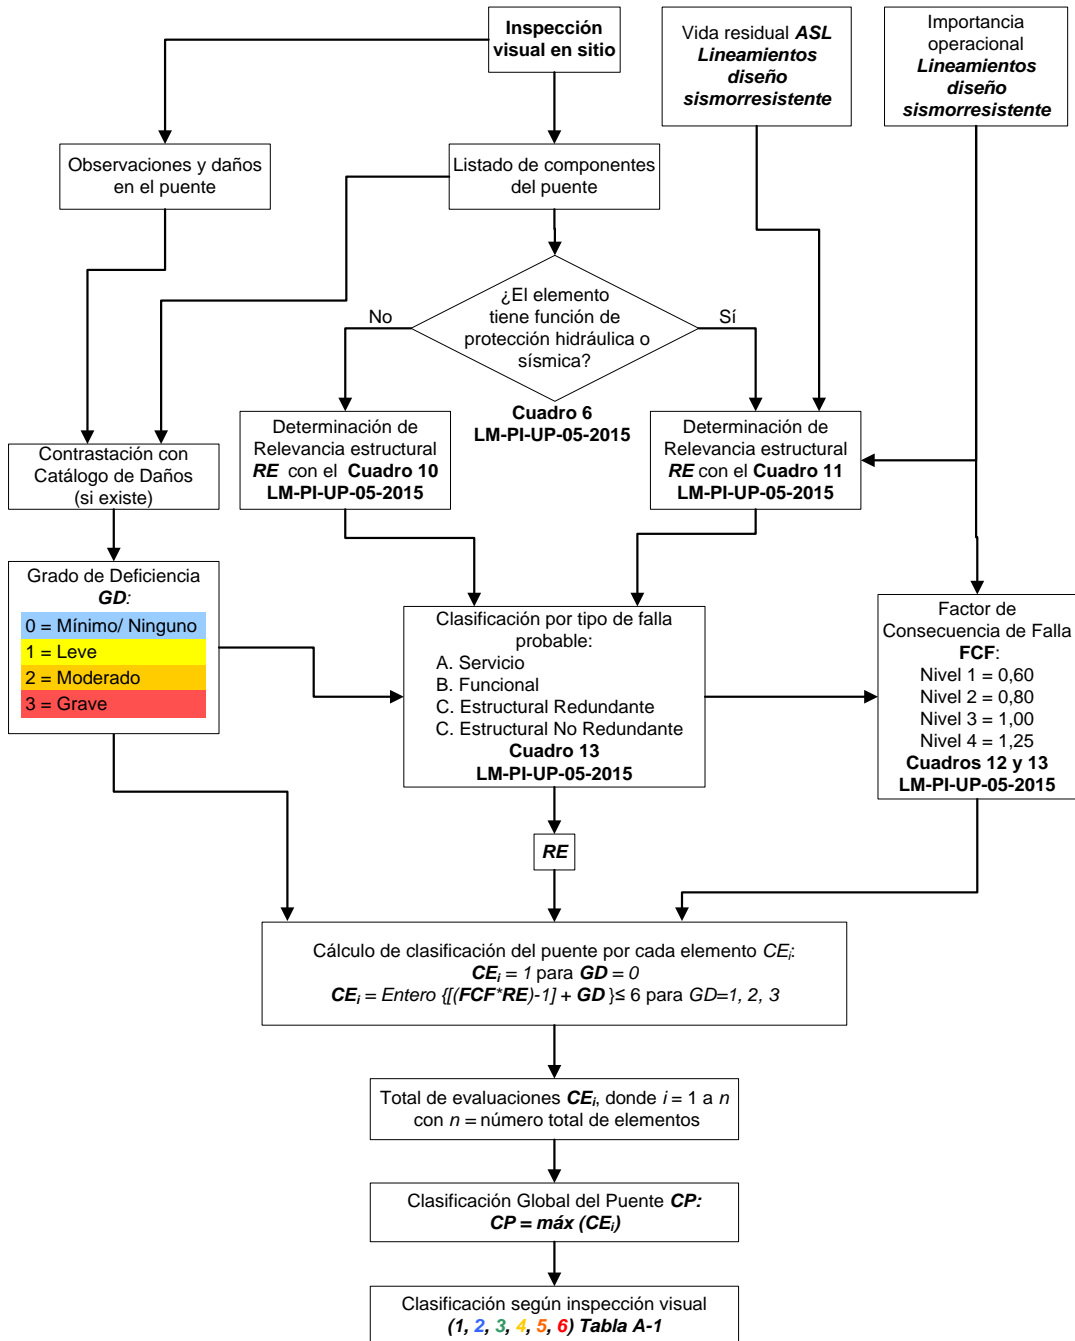 Inspección
visual en sitio
Vida residual ASL
Lineamientos
diseño
sismorresistente
Importancia
operacional
Lineamientos
diseño
sismorresistente
Observaciones y daños
en el puente
Listado de componentes
del puente
¿El elemento
tiene función de
protección hidráulica o
sísmica?
No
Sí
Cuadro 6
LM-PI-UP-05-2015
Contrastación con
Catálogo de Daños
(si existe)
Determinación de
Relevancia estructural
RE con el Cuadro 10
LM-PI-UP-05-2015
Determinación de
Relevancia estructural
RE con el Cuadro 11
LM-PI-UP-05-2015
Grado de Deficiencia
GD:
0 = Mínimo/ Ninguno
1 = Leve
2 = Moderado
3 = Grave
Clasificación por tipo de falla
probable:
A. Servicio
B. Funcional
C. Estructural Redundante
C. Estructural No Redundante
Cuadro 13
LM-PI-UP-05-2015
Factor de
Consecuencia de Falla
FCF:
Nivel 1 = 0,60
Nivel 2 = 0,80
Nivel 3 = 1,00
Nivel 4 = 1,25
Cuadros 12 y 13
LM-PI-UP-05-2015
RE
Cálculo de clasificación del puente por cada elemento CEi:
CEi = 1 para GD = 0
CEi = Entero {[(FCF*RE)-1] + GD }≤ 6 para GD=1, 2, 3
Total de evaluaciones CEi, donde i = 1 a n
con n = número total de elementos
Clasificación Global del Puente CP:
CP = máx (CEi)
Clasificación según inspección visual
(1, 2, 3, 4, 5, 6) Tabla A-1